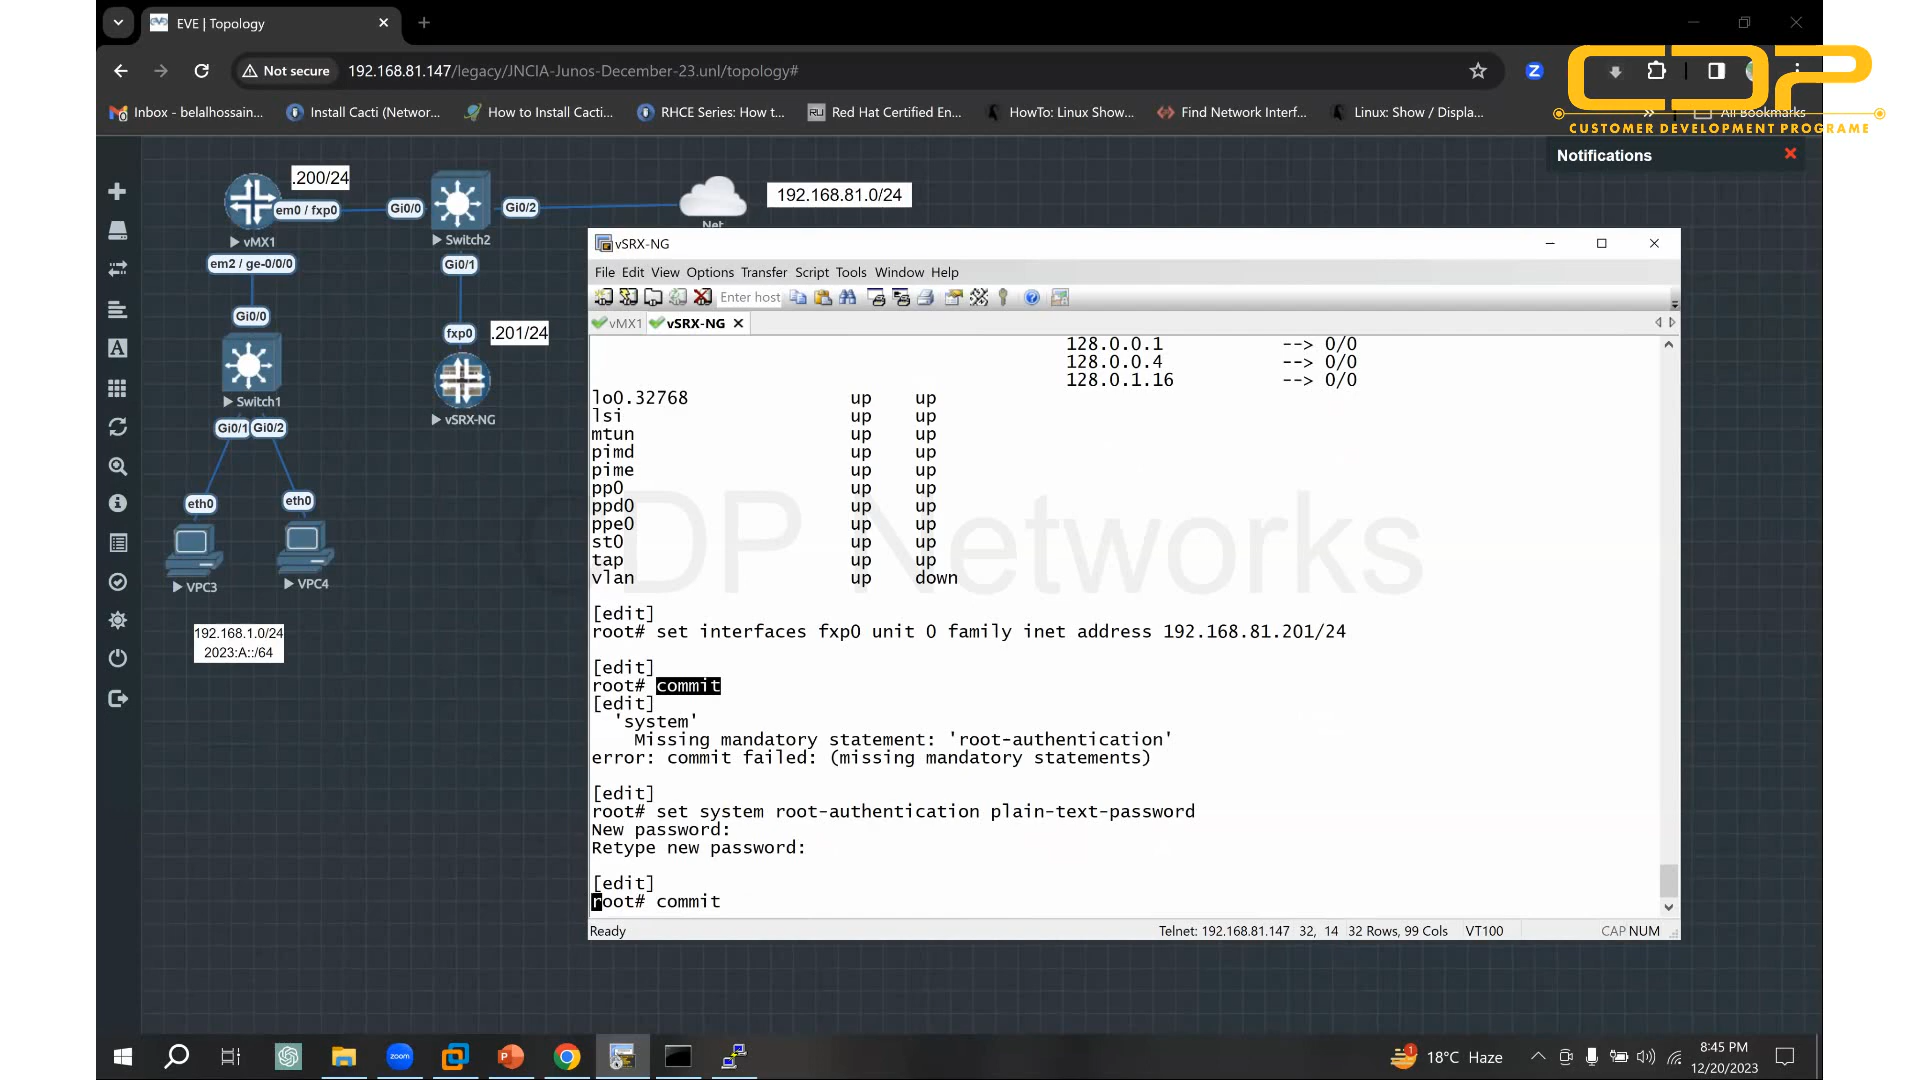 EVE | Topology
Not secure
192.168.81.147/legacy/JNCIA-Junos-December-23.unl/topology#
Inbox - belalhossain...
Install Cacti (Networ...
How to Install Cacti...
RHCE Series: How t...
RU
Red Hat Certified En...
HowTo: Linux Show...
Find Network Interf...
Linux: Show / Displa...
All Bookmarks
CDP
CUSTOMER DEVELOPMENT PROGRAME
Notifications
.200/24
em0 / fxp0
Gi0/0
Gi0/2
Net
192.168.81.0/24
vMX1
Switch2
em2 / ge-0/0/0
Gi0/1
Gi0/0
fxp0
.201/24
Switch1
vSRX-NG
Gi0/1
Gi0/2
eth0
eth0
VPC3
VPC4
192.168.1.0/24
2023:A::/64
vSRX-NG
File Edit View Options Transfer Script Tools Window Help
Enter host
vMX1
vSRX-NG
128.0.0.1 --> 0/0
128.0.0.4 --> 0/0
128.0.1.16 --> 0/0
lo0.32768 up up
lsi up up
mtun up up
pimd up up
pime up up
pp0 up up
ppd0 up up
ppe0 up up
st0 up up
tap up up
vlan up down
[edit]
root# set interfaces fxp0 unit 0 family inet address 192.168.81.201/24
[edit]
root# commit
[edit]
'system'
Missing mandatory statement: 'root-authentication'
error: commit failed: (missing mandatory statements)
[edit]
root# set system root-authentication plain-text-password
New password:
Retype new password:
[edit]
root# commit
CDP Networks
Ready
Telnet: 192.168.81.147 32, 14 32 Rows, 99 Cols VT100 CAP NUM
zoom
1
18°C Haze
8:45 PM
12/20/2023